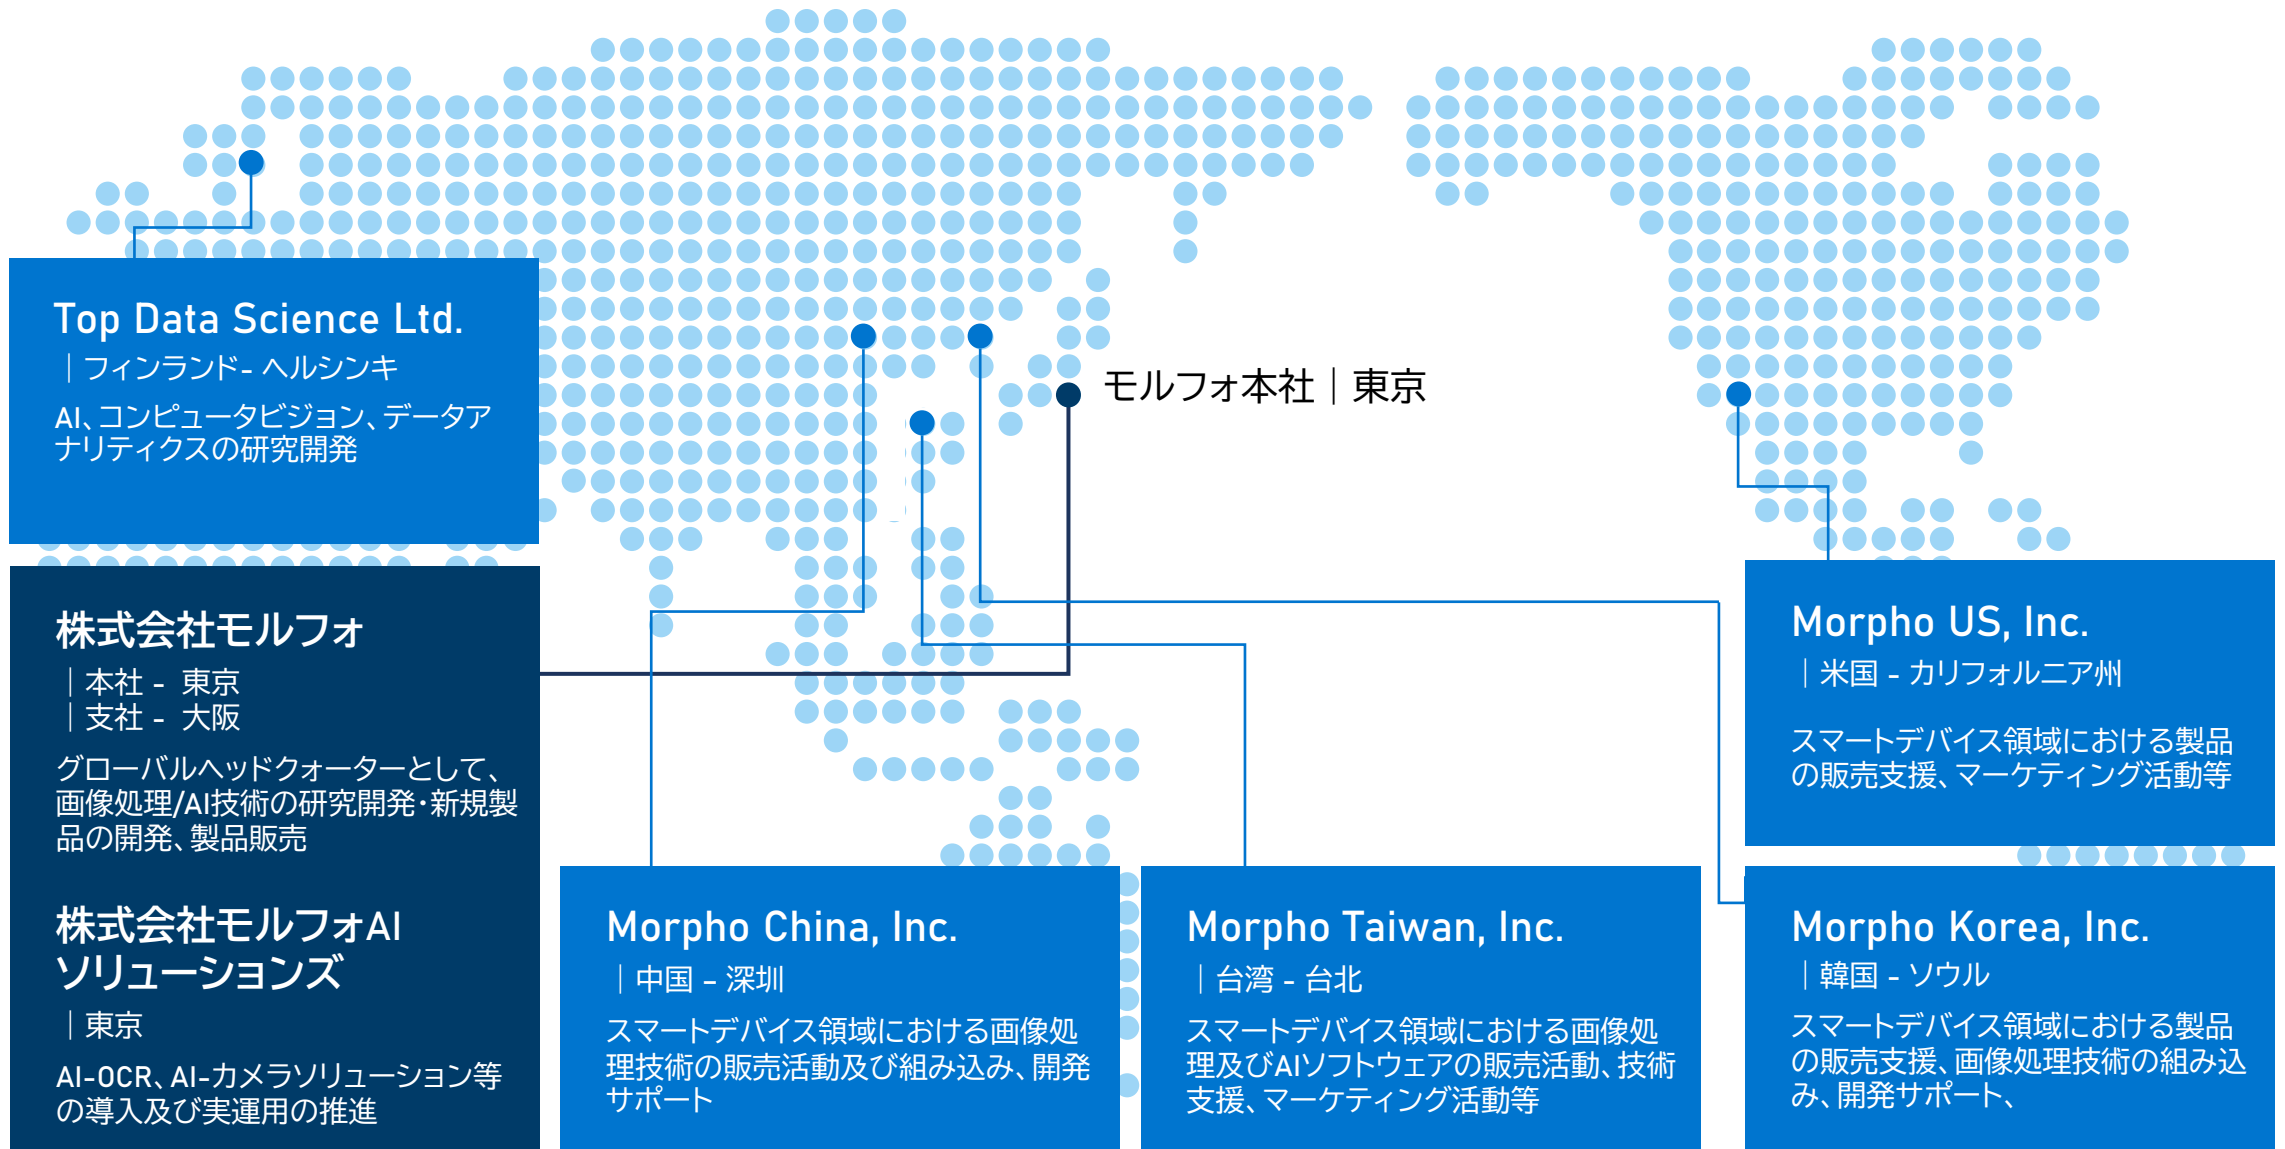 モルフォ本社｜東京
Top Data Science Ltd.
｜フィンランド- ヘルシンキ
AI、コンピュータビジョン、データア
ナリティクスの研究開発
株式会社モルフォ
｜本社 - 東京
｜支社 - 大阪
グローバルヘッドクォーターとして、
画像処理/AI技術の研究開発・新規製
品の開発、製品販売
株式会社モルフォAI
ソリューションズ
｜東京
AI-OCR、AI-カメラソリューション等
の導入及び実運用の推進
Morpho China, Inc.
｜中国 – 深圳
スマートデバイス領域における画像処
理技術の販売活動及び組み込み、開発
サポート
Morpho Taiwan, Inc.
｜台湾 - 台北
スマートデバイス領域における画像処
理及びAIソフトウェアの販売活動、技術
支援、マーケティング活動等
Morpho US, Inc.
｜米国 - カリフォルニア州
スマートデバイス領域における製品
の販売支援、マーケティング活動等
Morpho Korea, Inc.
｜韓国 - ソウル
スマートデバイス領域における製品
の販売支援、画像処理技術の組み込
み、開発サポート、